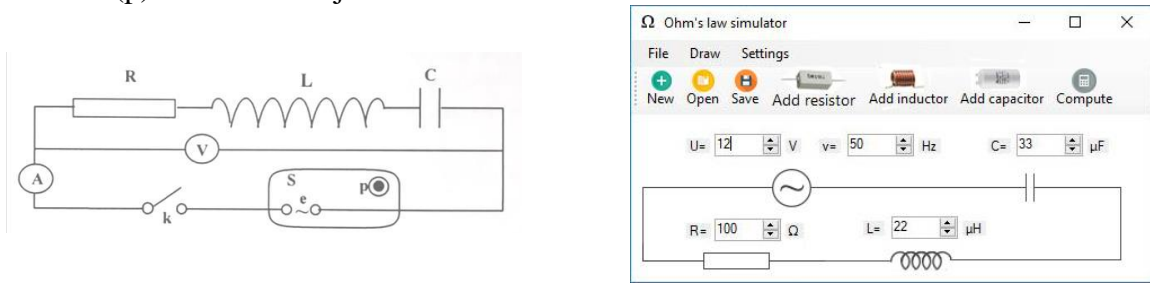 R
L
C
V
A
S
p
e
~
k
Ω Ohm's law simulator
File Draw Settings
New Open Save Add resistor Add inductor Add capacitor Compute
U= 12 V v= 50 Hz C= 33 μF
~
R= 100 Ω L= 22 μH